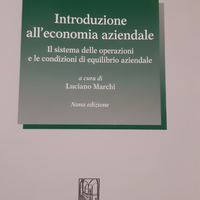 Introduzione
all'economia aziendale
Il sistema delle operazioni
e le condizioni di equilibrio aziendale
a cura di
Luciano Marchi
Nona edizione